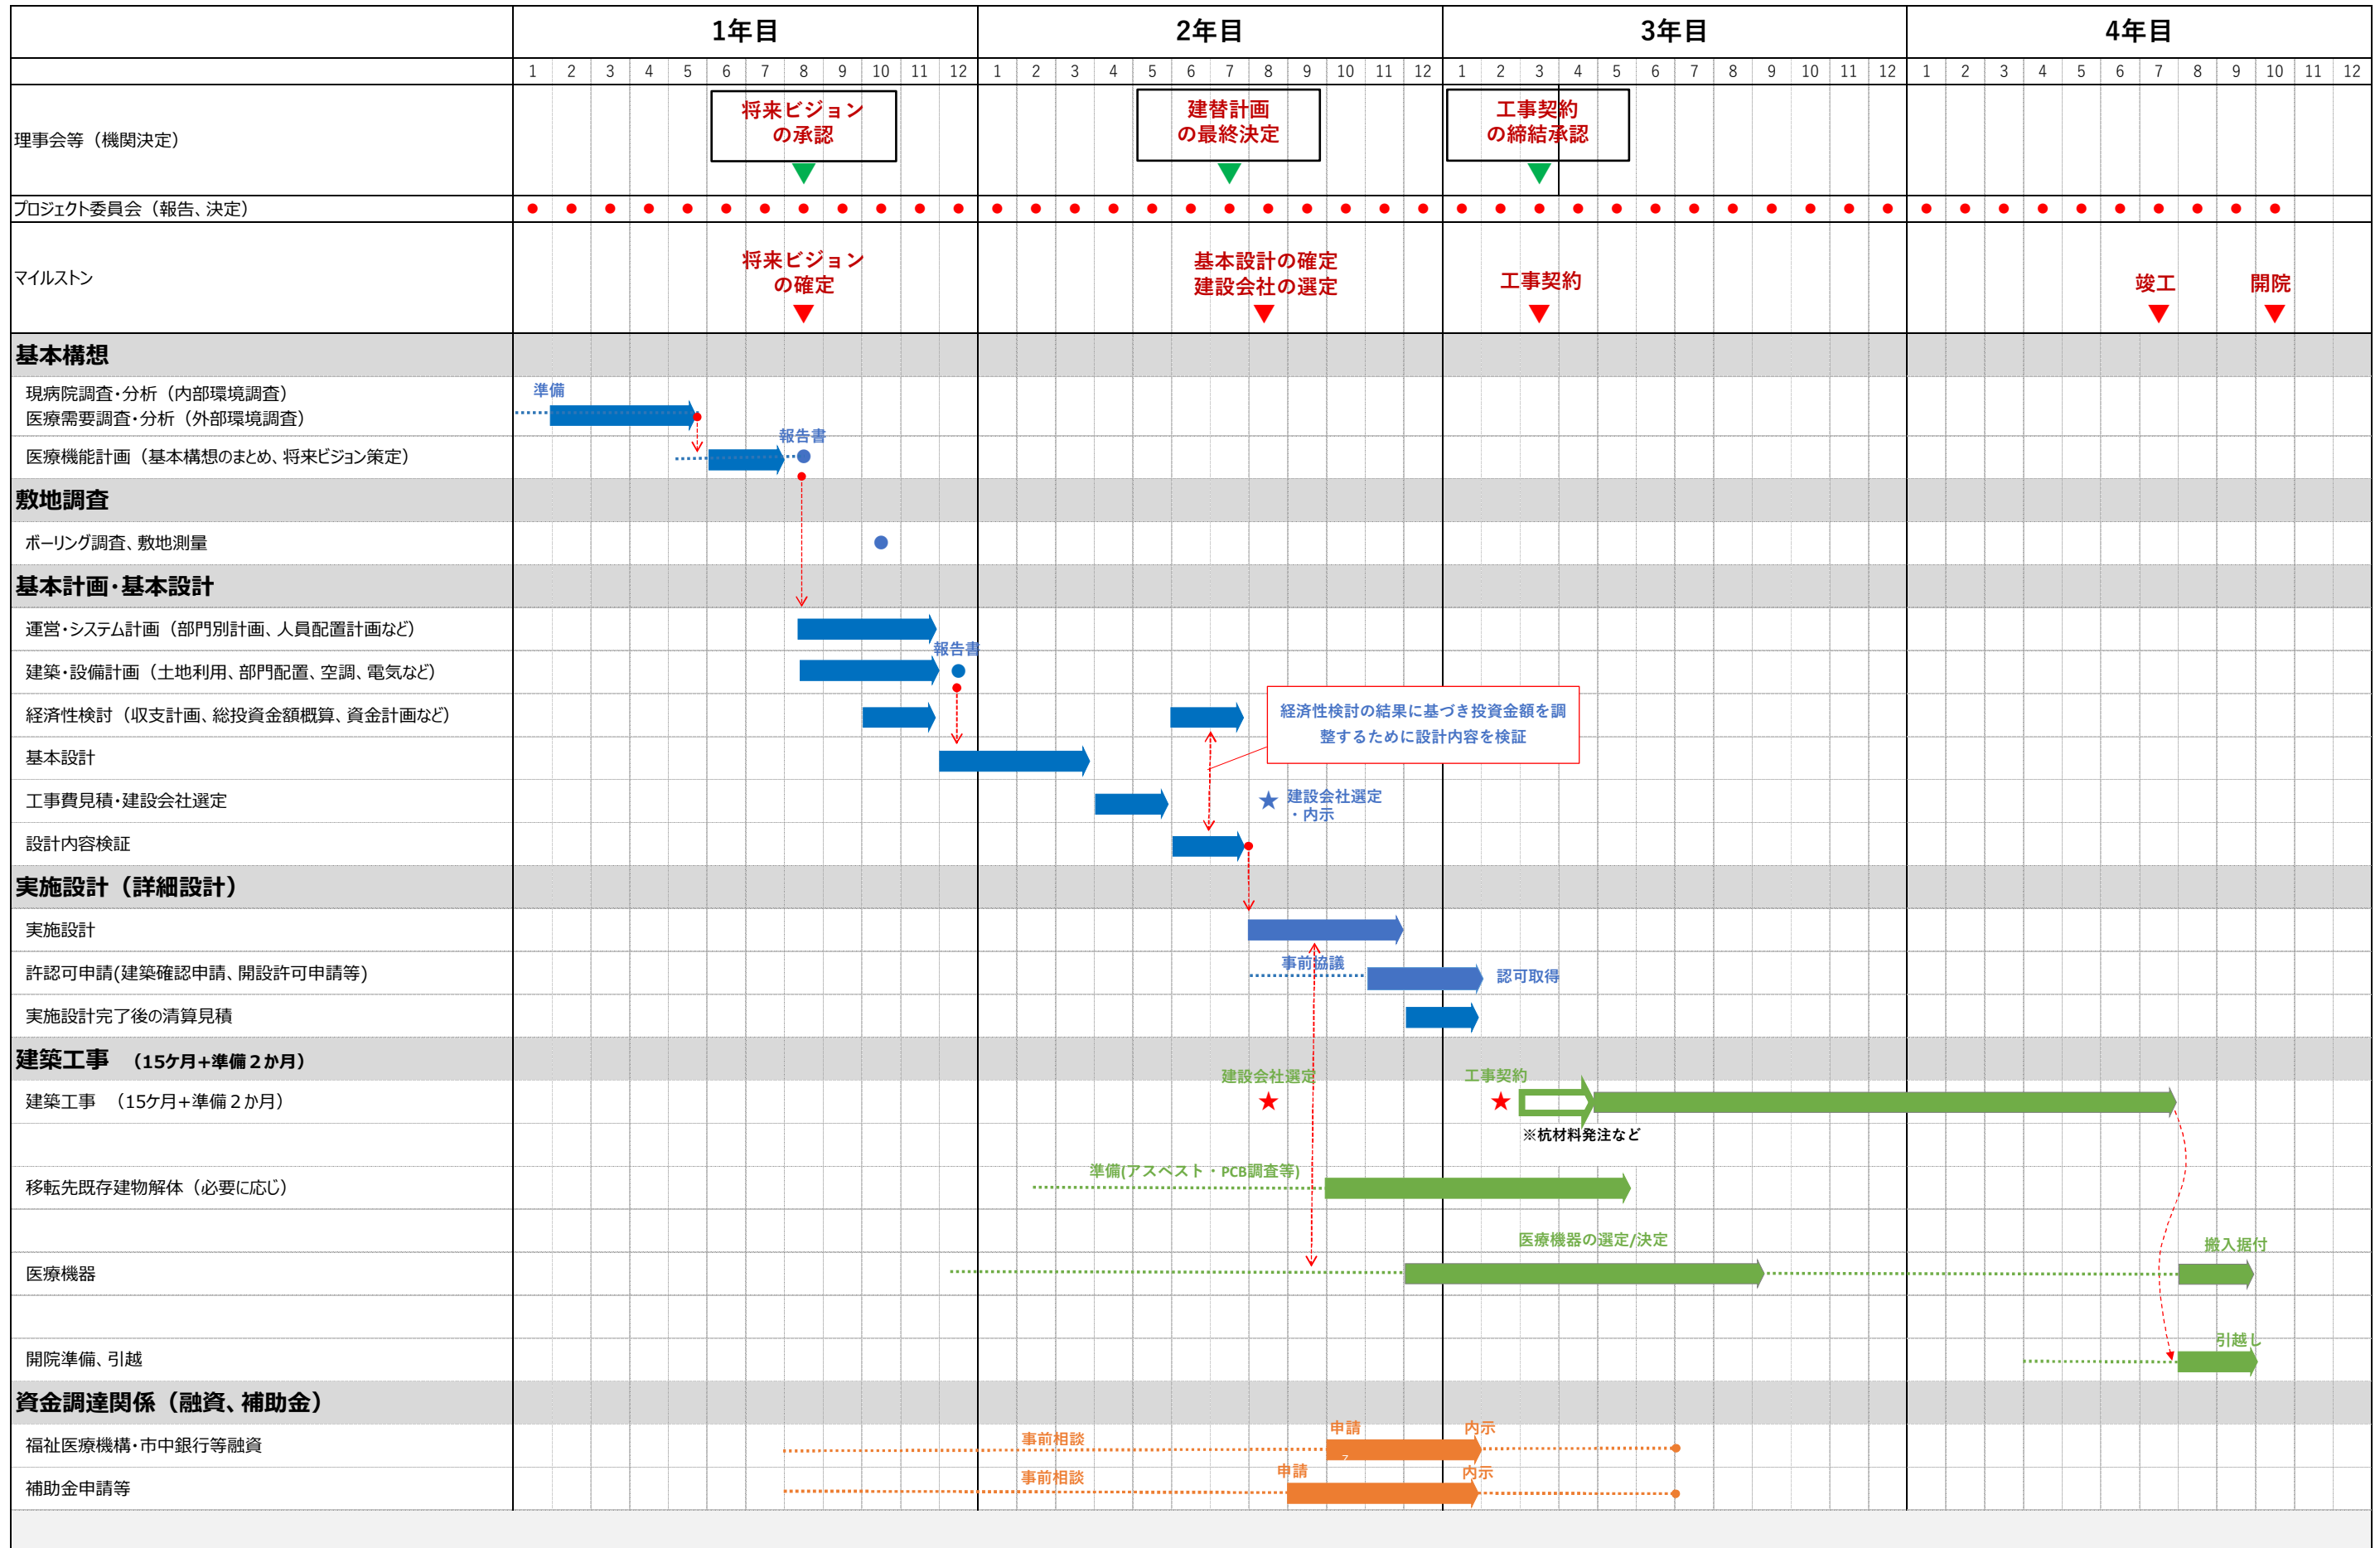 1年目 2年目 3年目 4年目
1 2 3 4 5 6 7 8 9 10 11 12 1 2 3 4 5 6 7 8 9 10 11 12 1 2 3 4 5 6 7 8 9 10 11 12 1 2 3 4 5 6 7 8 9 10 11 12
理事会等（機関決定）
将来ビジョン
の承認
建替計画
の最終決定
工事契約
の締結承認
プロジェクト委員会（報告、決定）
マイルストン
将来ビジョン
の確定
基本設計の確定
建設会社の選定
工事契約
竣工
開院
基本構想
現病院調査・分析（内部環境調査）
医療需要調査・分析（外部環境調査）
準備
医療機能計画（基本構想のまとめ、将来ビジョン策定）
報告書
敷地調査
ボーリング調査、敷地測量
基本計画・基本設計
運営・システム計画（部門別計画、人員配置計画など）
建築・設備計画（土地利用、部門配置、空調、電気など）
報告書
経済性検討（収支計画、総投資金額概算、資金計画など）
経済性検討の結果に基づき投資金額を調
整するために設計内容を検証
基本設計
工事費見積・建設会社選定
建設会社選定
・内示
設計内容検証
実施設計（詳細設計）
実施設計
許認可申請(建築確認申請、開設許可申請等)
事前協議
認可取得
実施設計完了後の清算見積
建築工事 （15ケ月+準備２か月）
建築工事 （15ケ月+準備２か月）
建設会社選定
工事契約
※杭材料発注など
移転先既存建物解体（必要に応じ）
準備(アスベスト・PCB調査等)
医療機器
医療機器の選定/決定
搬入据付
開院準備、引越
引越し
資金調達関係（融資、補助金）
福祉医療機構・市中銀行等融資
事前相談
申請
内示
7
補助金申請等
事前相談
申請
内示